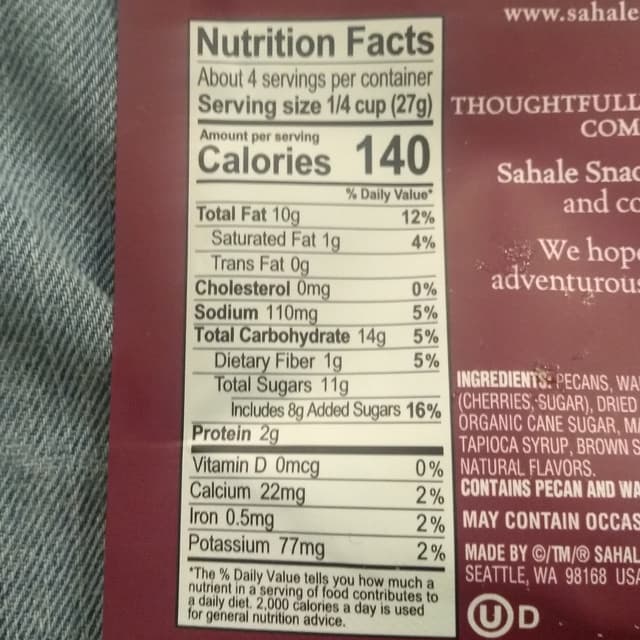 Nutrition Facts
About 4 servings per container
Serving size 1/4 cup (27g)
Amount per serving
Calories 140
% Daily Value*
Total Fat 10g 12%
Saturated Fat 1g 4%
Trans Fat 0g
Cholesterol 0mg 0%
Sodium 110mg 5%
Total Carbohydrate 14g 5%
Dietary Fiber 1g 5%
Total Sugars 11g
Includes 8g Added Sugars 16%
Protein 2g
Vitamin D 0mcg 0%
Calcium 22mg 2%
Iron 0.5mg 2%
Potassium 77mg 2%
*The % Daily Value tells you how much a
nutrient in a serving of food contributes to
a daily diet. 2,000 calories a day is used
for general nutrition advice.
www.sahale
THOUGHTFULL
COM
Sahale Snac
and co
We hope
adventurous
INGREDIENTS: PECANS, WA
(CHERRIES, SUGAR), DRIED
ORGANIC CANE SUGAR, MA
TAPIOCA SYRUP, BROWN S
NATURAL FLAVORS.
CONTAINS PECAN AND WA
MAY CONTAIN OCCAS
MADE BY ©/TM/® SAHAL
SEATTLE, WA 98168 USA
U D